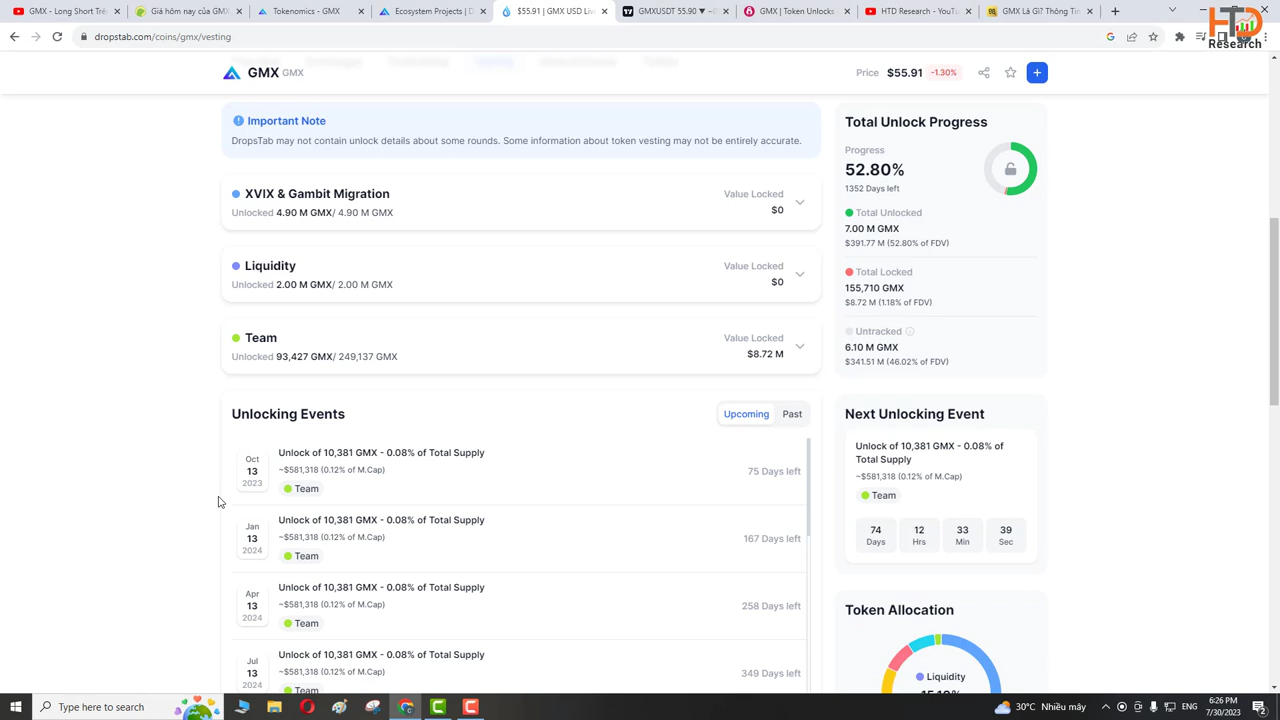 GMX - Long Short Trê
Giá hôm nay của GMX
Tokenomics - GMX
Ecosystem Projects | D
$55.91 | GMX USD Live
GMXUSDT 55.90 ▼ −
GMX | Token Unlocks
HTD Research - YouTu
GMX Là Gì? Thông Tin
dropstab.com/coins/gmx/vesting
HTD
Research
GMX GMX
Price $55.91 -1.30%
Important Note
DropsTab may not contain unlock details about some rounds. Some information about token vesting may not be entirely accurate.
XVIX & Gambit Migration
Unlocked 4.90 M GMX/ 4.90 M GMX
Value Locked
$0
Liquidity
Unlocked 2.00 M GMX/ 2.00 M GMX
Value Locked
$0
Team
Unlocked 93,427 GMX/ 249,137 GMX
Value Locked
$8.72 M
Unlocking Events
Upcoming Past
Oct
13
2023
Unlock of 10,381 GMX - 0.08% of Total Supply
~$581,318 (0.12% of M.Cap)
Team
75 Days left
Jan
13
2024
Unlock of 10,381 GMX - 0.08% of Total Supply
~$581,318 (0.12% of M.Cap)
Team
167 Days left
Apr
13
2024
Unlock of 10,381 GMX - 0.08% of Total Supply
~$581,318 (0.12% of M.Cap)
Team
258 Days left
Jul
13
2024
Unlock of 10,381 GMX - 0.08% of Total Supply
~$581,318 (0.12% of M.Cap)
Team
349 Days left
Total Unlock Progress
Progress
52.80%
1352 Days left
Total Unlocked
7.00 M GMX
$391.77 M (52.80% of FDV)
Total Locked
155,710 GMX
$8.72 M (1.18% of FDV)
Untracked
6.10 M GMX
$341.51 M (46.02% of FDV)
Next Unlocking Event
Unlock of 10,381 GMX - 0.08% of
Total Supply
~$581,318 (0.12% of M.Cap)
Team
74 12 33 39
Days Hrs Min Sec
Token Allocation
Liquidity
Type here to search
30°C Nhiều mây
ENG
6:26 PM
7/30/2023
2